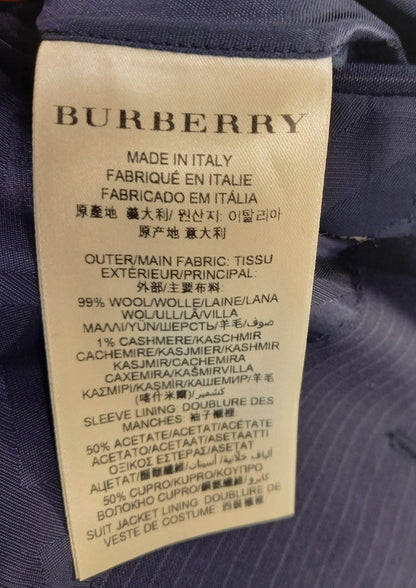 BURBERRY
MADE IN ITALY
FABRIQUÉ EN ITALIE
FABRICADO EM ITÁLIA
原產地 義大利/ 원산지: 이탈리아
原产地 意大利
OUTER/MAIN FABRIC: TISSU
EXTÉRIEUR/PRINCIPAL:
外部/主要布料:
99% WOOL/WOLLE/LAINE/LANA
WOL/ULL/LÃ/VILLA
ΜΑΛΛΙ/YÜN/ШЕРСТЬ/羊毛/صوف
1% CASHMERE/KASCHMIR
CACHEMIRE/KASJMIER/KASHMIR
KASJMIR/CACHEMIRA
CAXEMIRA/KAŠMIRVILLA
ΚΑΣΜΙΡΙ/KAŞMİR/КАШЕМИР/羊毛
(喀什米爾)/كشمير
SLEEVE LINING: DOUBLURE DES
MANCHES: 袖子襯裡
50% ACETATE/ACETAT/ACÉTATE
ACETATO/ACETAAT/ASETAATTI
ΟΞΙΚΟΣ ΕΣΤΕΡΑΣ/ASETAT
АЦЕТАТ/醋酸纖維/أسيتات/ألياف خلّاتية
50% CUPRO/KUPRO/ΚΟΥΠΡΟ
ВОЛОКНО CUPRO/銅氨纖維/كابرو
SUIT JACKET LINING: DOUBLURE DE
VESTE DE COSTUME: 西裝襯裡